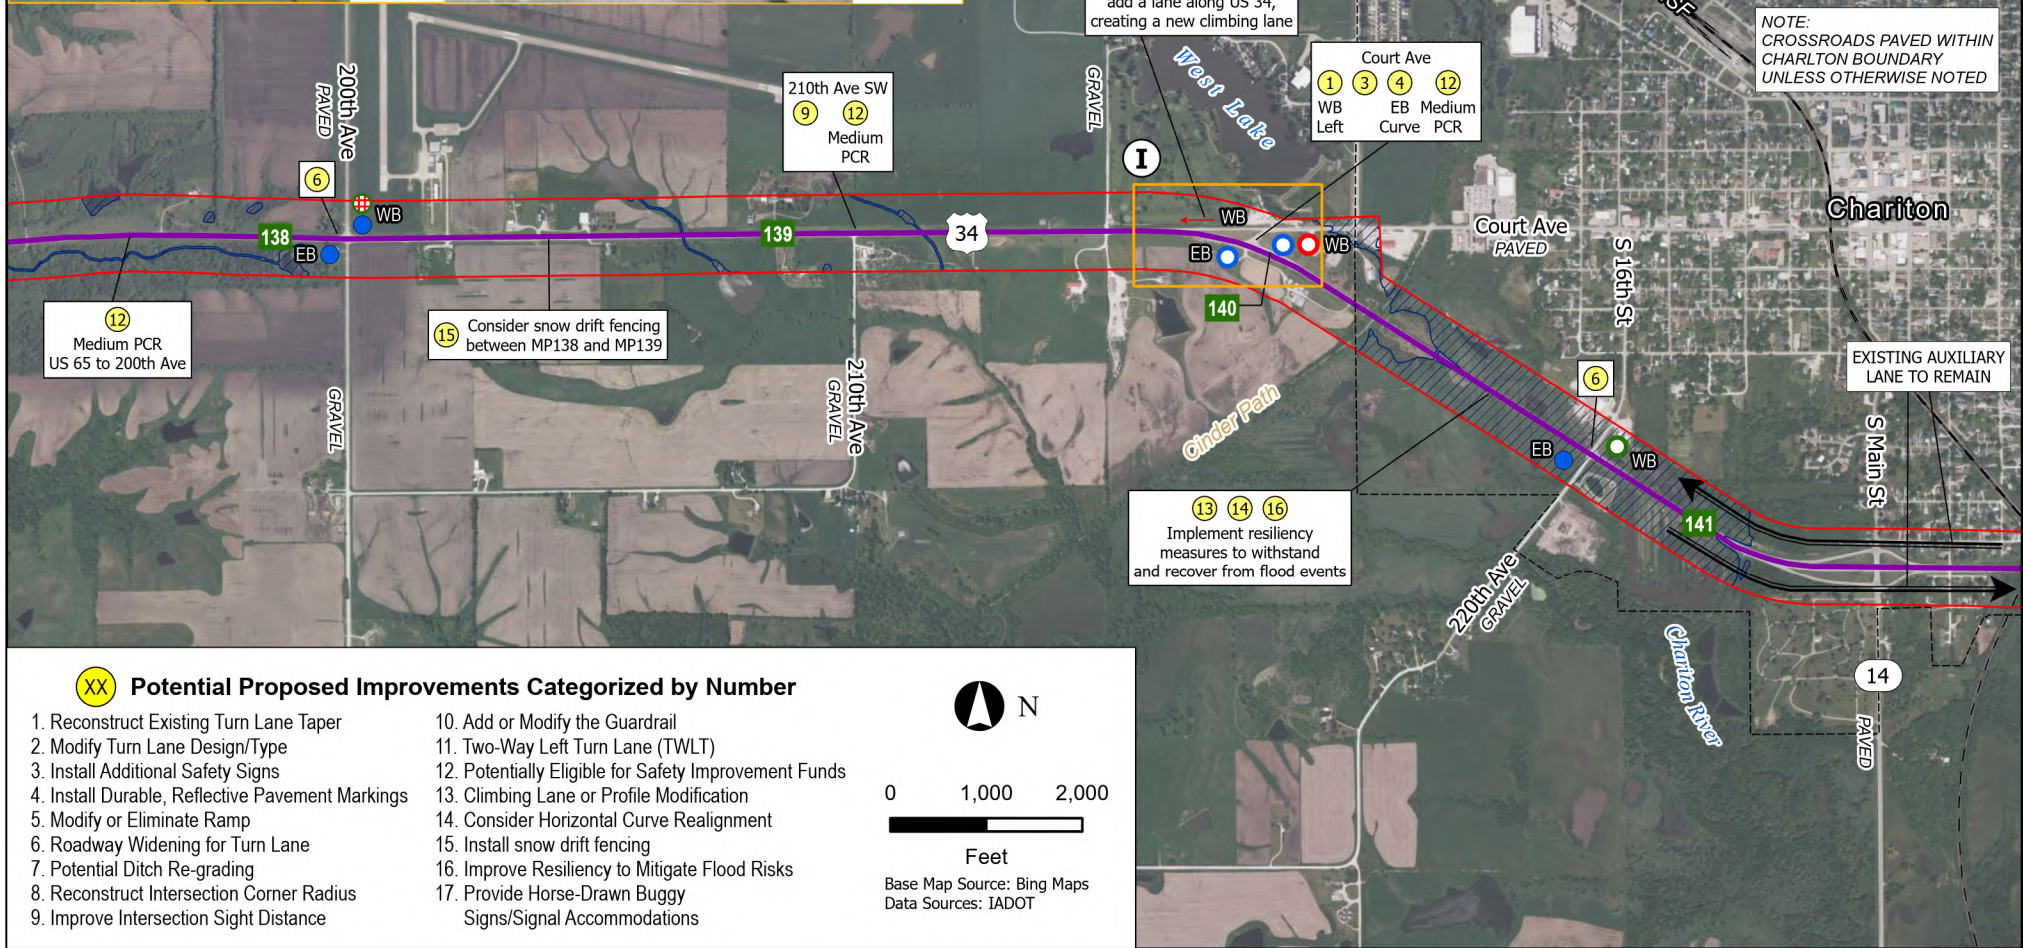 add a lane along US 34,
creating a new climbing lane
SF
NOTE:
CROSSROADS PAVED WITHIN
CHARLTON BOUNDARY
UNLESS OTHERWISE NOTED
200th Ave
PAVED
GRAVEL
West Lake
Court Ave
1 3 4 12
WB EB Medium
Left Curve PCR
210th Ave SW
9 12
Medium
PCR
6
WB
138
EB
139
34
I
WB
EB
WB
140
Court Ave
PAVED
S 16th St
Chariton
12
Medium PCR
US 65 to 200th Ave
15 Consider snow drift fencing
between MP138 and MP139
GRAVEL
210th Ave
GRAVEL
Cinder Path
6
EB
WB
EXISTING AUXILIARY
LANE TO REMAIN
S Main St
13 14 16
Implement resiliency
measures to withstand
and recover from flood events
141
220th Ave
GRAVEL
Chariton River
14
PAVED
XX Potential Proposed Improvements Categorized by Number
1. Reconstruct Existing Turn Lane Taper
2. Modify Turn Lane Design/Type
3. Install Additional Safety Signs
4. Install Durable, Reflective Pavement Markings
5. Modify or Eliminate Ramp
6. Roadway Widening for Turn Lane
7. Potential Ditch Re-grading
8. Reconstruct Intersection Corner Radius
9. Improve Intersection Sight Distance
10. Add or Modify the Guardrail
11. Two-Way Left Turn Lane (TWLT)
12. Potentially Eligible for Safety Improvement Funds
13. Climbing Lane or Profile Modification
14. Consider Horizontal Curve Realignment
15. Install snow drift fencing
16. Improve Resiliency to Mitigate Flood Risks
17. Provide Horse-Drawn Buggy
Signs/Signal Accommodations
N
0 1,000 2,000
Feet
Base Map Source: Bing Maps
Data Sources: IADOT